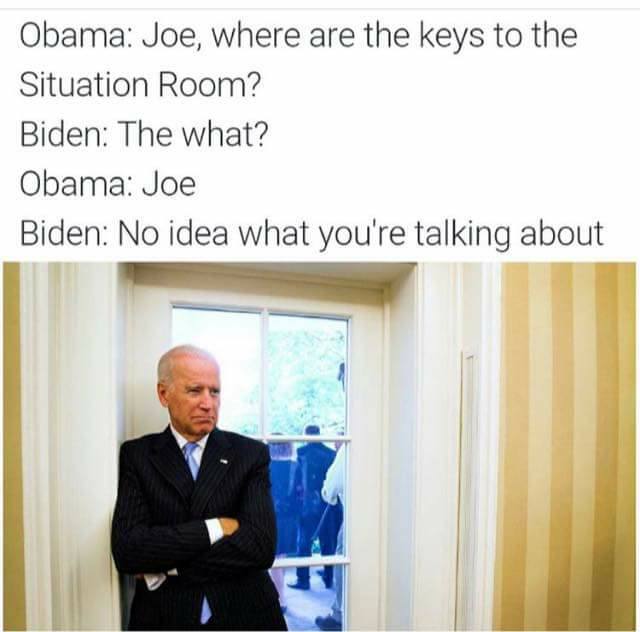 Obama: Joe, where are the keys to the
Situation Room?
Biden: The what?
Obama: Joe
Biden: No idea what you're talking about